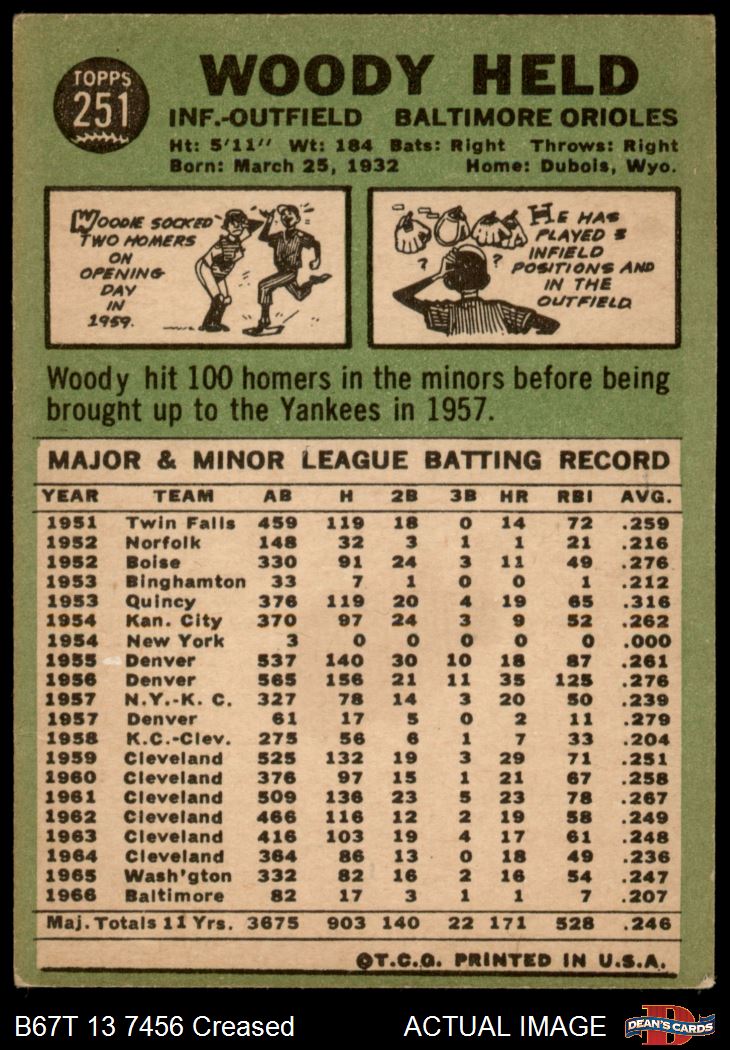 TOPPS
251
WOODY HELD
INF.-OUTFIELD BALTIMORE ORIOLES
Ht: 5'11" Wt: 184 Bats: Right Throws: Right
Born: March 25, 1932 Home: Dubois, Wyo.
WOODIE SOCKED
TWO HOMERS
ON
OPENING
DAY
IN
1959.
HE HAS
PLAYED 3
INFIELD
POSITIONS AND
IN THE
OUTFIELD
? ?
Woody hit 100 homers in the minors before being
brought up to the Yankees in 1957.
MAJOR & MINOR LEAGUE BATTING RECORD
YEAR TEAM AB H 2B 3B HR RBI AVG.
1951 Twin Falls 459 119 18 0 14 72 .259
1952 Norfolk 148 32 3 1 1 21 .216
1952 Boise 330 91 24 3 11 49 .276
1953 Binghamton 33 7 1 0 0 1 .212
1953 Quincy 376 119 20 4 19 65 .316
1954 Kan. City 370 97 24 3 9 52 .262
1954 New York 3 0 0 0 0 0 .000
1955 Denver 537 140 30 10 18 87 .261
1956 Denver 565 156 21 11 35 125 .276
1957 N.Y.-K. C. 327 78 14 3 20 50 .239
1957 Denver 61 17 5 0 2 11 .279
1958 K.C.-Clev. 275 56 6 1 7 33 .204
1959 Cleveland 525 132 19 3 29 71 .251
1960 Cleveland 376 97 15 1 21 67 .258
1961 Cleveland 509 136 23 5 23 78 .267
1962 Cleveland 466 116 12 2 19 58 .249
1963 Cleveland 416 103 19 4 17 61 .248
1964 Cleveland 364 86 13 0 18 49 .236
1965 Wash'gton 332 82 16 2 16 54 .247
1966 Baltimore 82 17 3 1 1 7 .207
Maj. Totals 11 Yrs. 3675 903 140 22 171 528 .246
©T.C.G. PRINTED IN U.S.A.
B67T 13 7456 Creased ACTUAL IMAGE
D
DEAN'S CARDS